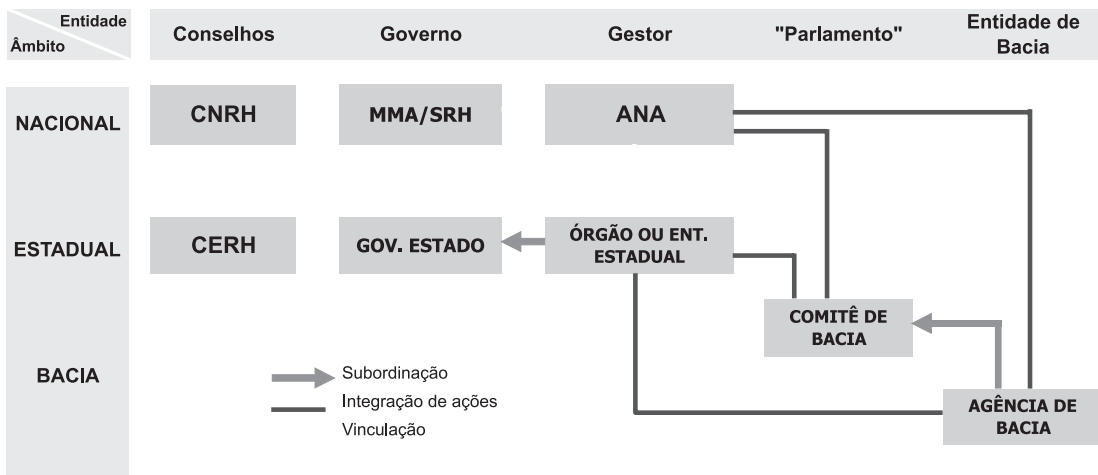 Entidade
Âmbito
Conselhos
Governo
Gestor
"Parlamento"
Entidade de
Bacia
NACIONAL
CNRH
MMA/SRH
ANA
ESTADUAL
CERH
GOV. ESTADO
ÓRGÃO OU ENT.
ESTADUAL
COMITÊ DE
BACIA
BACIA
Subordinação
Integração de ações
Vinculação
AGÊNCIA DE
BACIA